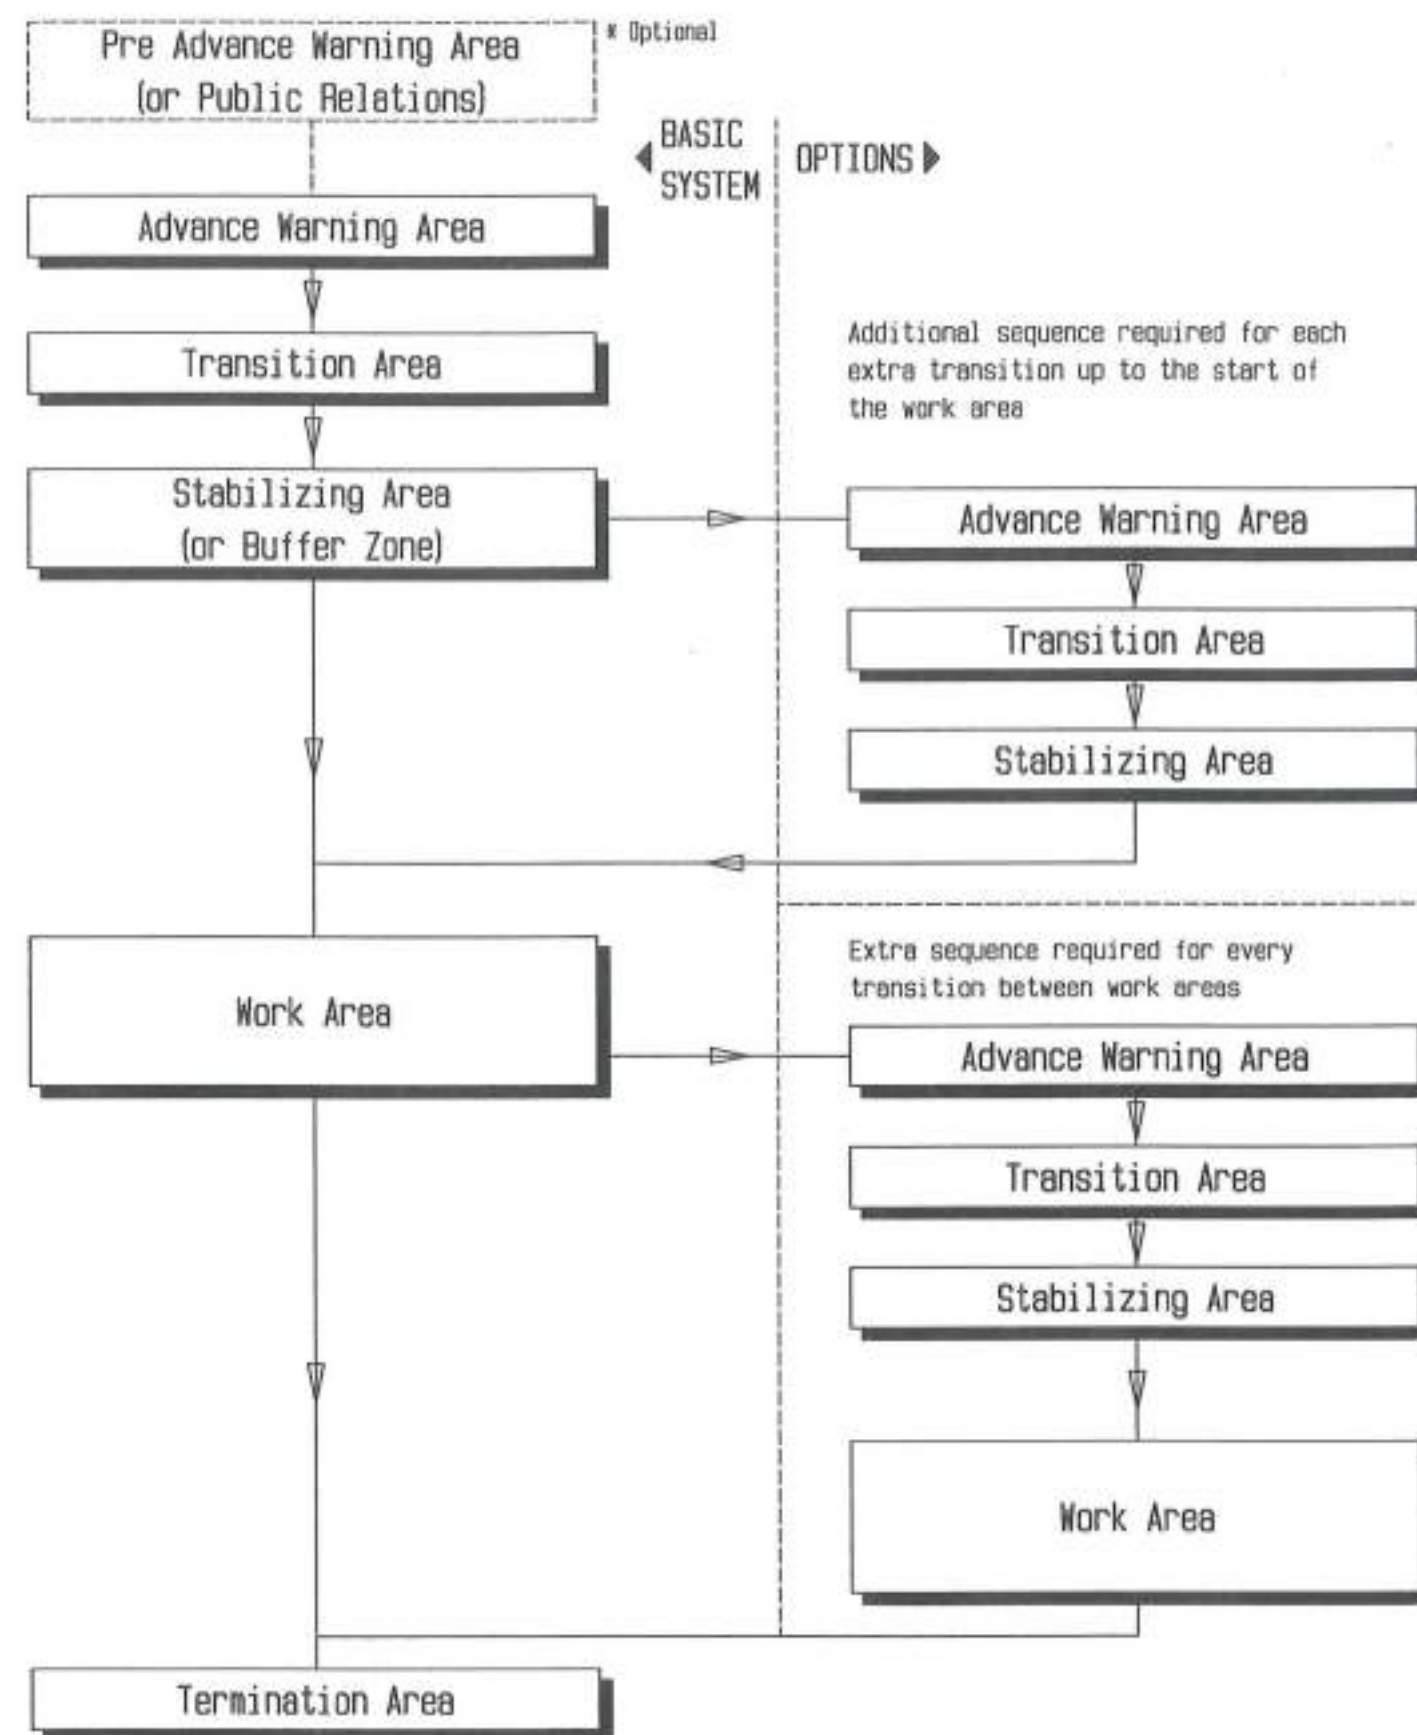 Pre Advance Warning Area
(or Public Relations)
* Optional
BASIC
SYSTEM
OPTIONS
Advance Warning Area
Transition Area
Stabilizing Area
(or Buffer Zone)
Additional sequence required for each
extra transition up to the start of
the work area
Advance Warning Area
Transition Area
Stabilizing Area
Work Area
Extra sequence required for every
transition between work areas
Advance Warning Area
Transition Area
Stabilizing Area
Work Area
Termination Area